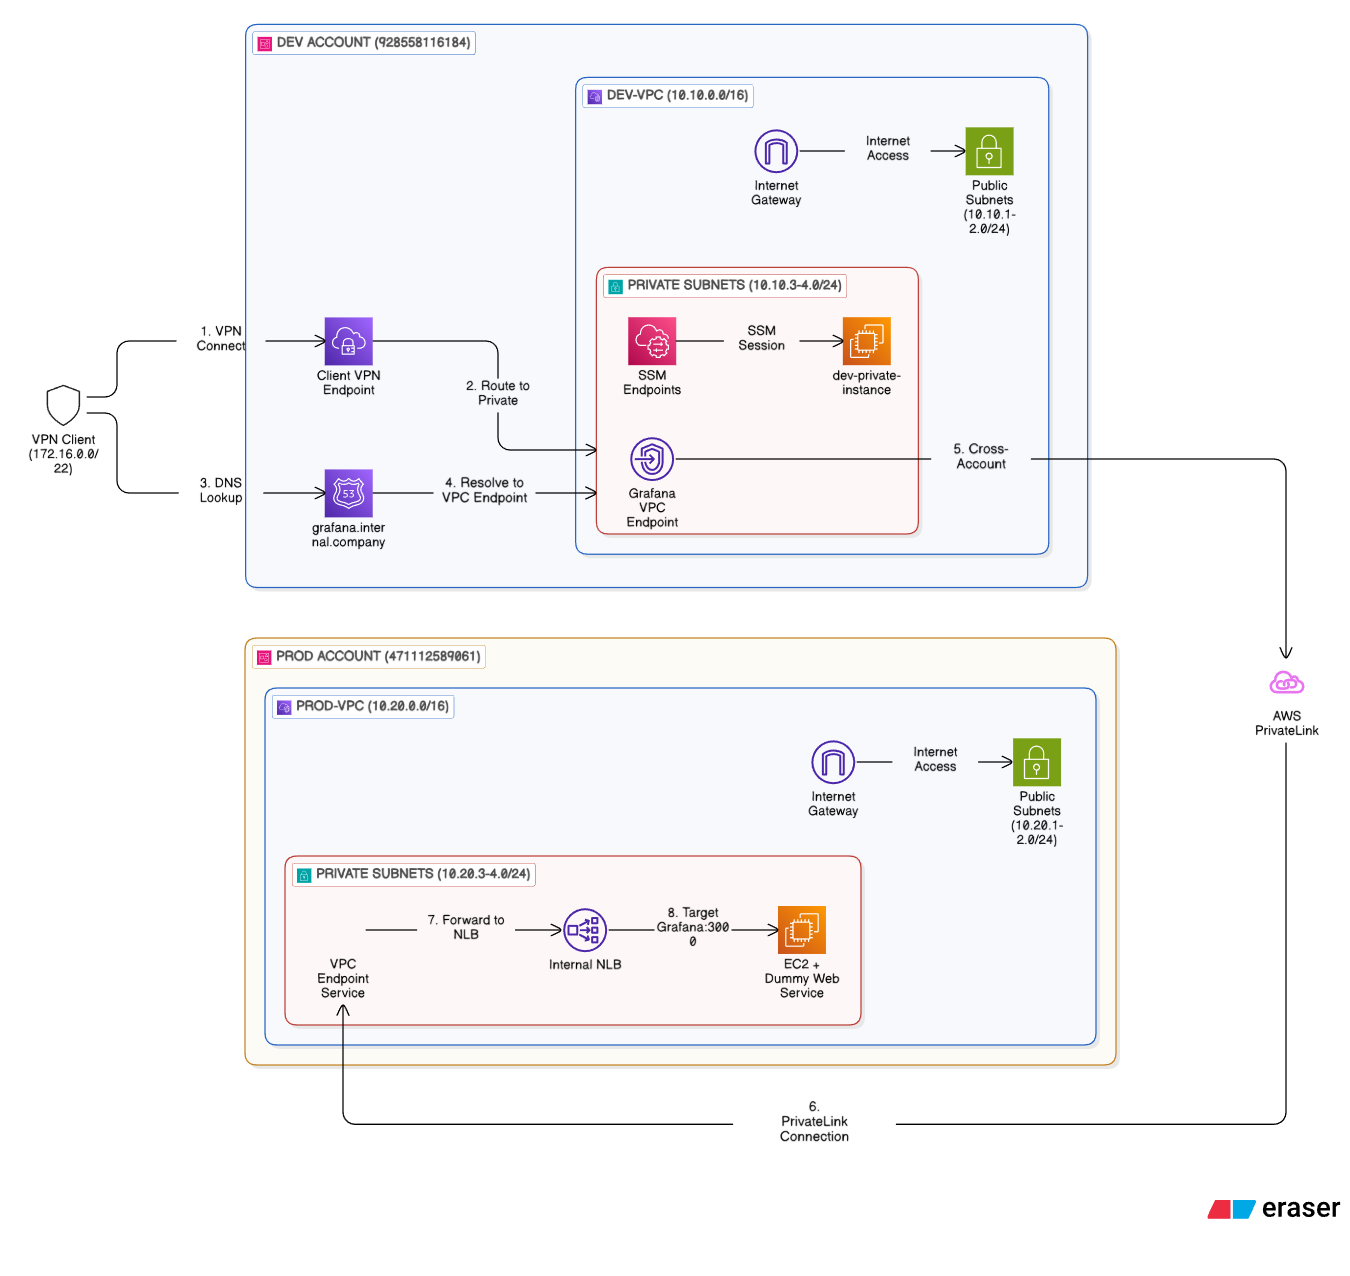 DEV ACCOUNT (928558116184)
DEV-VPC (10.10.0.0/16)
Internet
Access
Internet
Gateway
Public
Subnets
(10.10.1-
2.0/24)
PRIVATE SUBNETS (10.10.3-4.0/24)
1. VPN
Connect
SSM
Session
Client VPN
Endpoint
SSM
Endpoints
dev-private-
instance
2. Route to
Private
VPN Client
(172.16.0.0/
22)
5. Cross-
Account
3. DNS
Lookup
53
4. Resolve to
VPC Endpoint
Grafana
VPC
Endpoint
grafana.inter
nal.company
PROD ACCOUNT (471112589061)
PROD-VPC (10.20.0.0/16)
AWS
PrivateLink
Internet
Access
Internet
Gateway
Public
Subnets
(10.20.1-
2.0/24)
PRIVATE SUBNETS (10.20.3-4.0/24)
7. Forward to
NLB
8. Target
Grafana:300
0
VPC
Endpoint
Service
Internal NLB
EC2 +
Dummy Web
Service
6.
PrivateLink
Connection
eraser